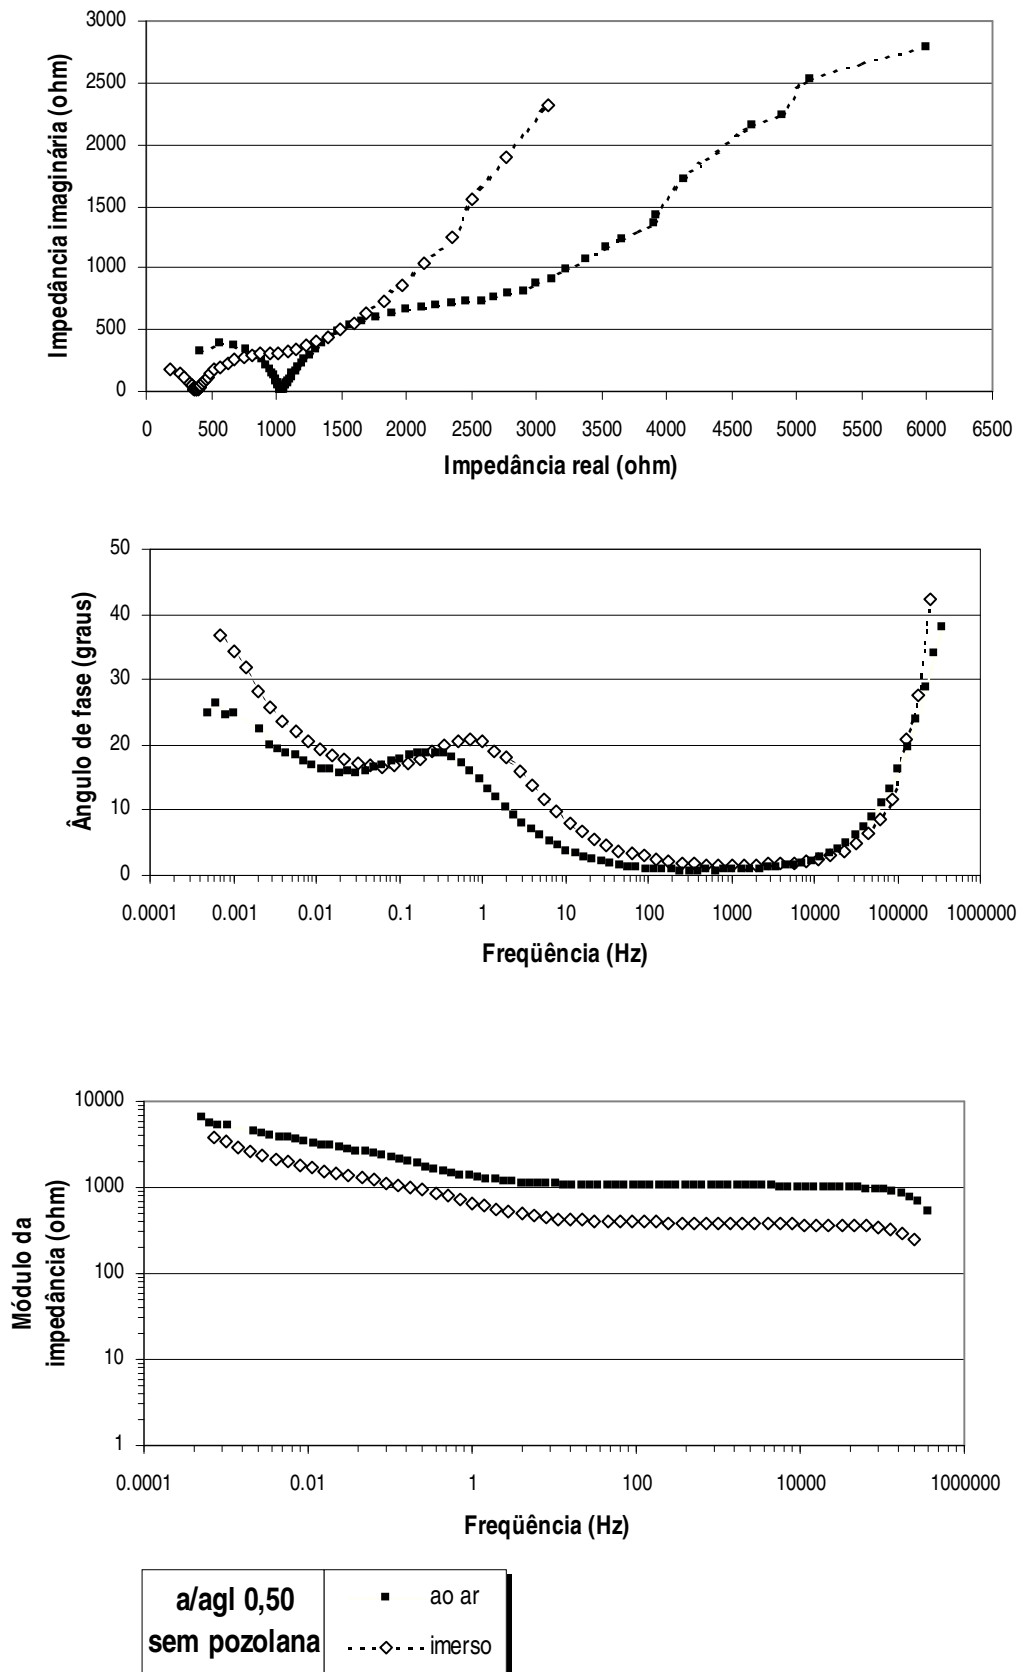 3000
2500
2000
1500
1000
500
0
Impedância imaginária (ohm)
0 500 1000 1500 2000 2500 3000 3500 4000 4500 5000 5500 6000 6500
Impedância real (ohm)
50
40
30
20
10
0
Ângulo de fase (graus)
0.0001 0.001 0.01 0.1 1 10 100 1000 10000 100000 1000000
Freqüência (Hz)
10000
1000
100
10
1
Módulo da
impedância (ohm)
0.0001 0.01 1 100 10000 1000000
Freqüência (Hz)
a/agl 0,50
sem pozolana
ao ar
imerso